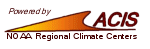 Powered by
ACIS
NOAA Regional Climate Centers